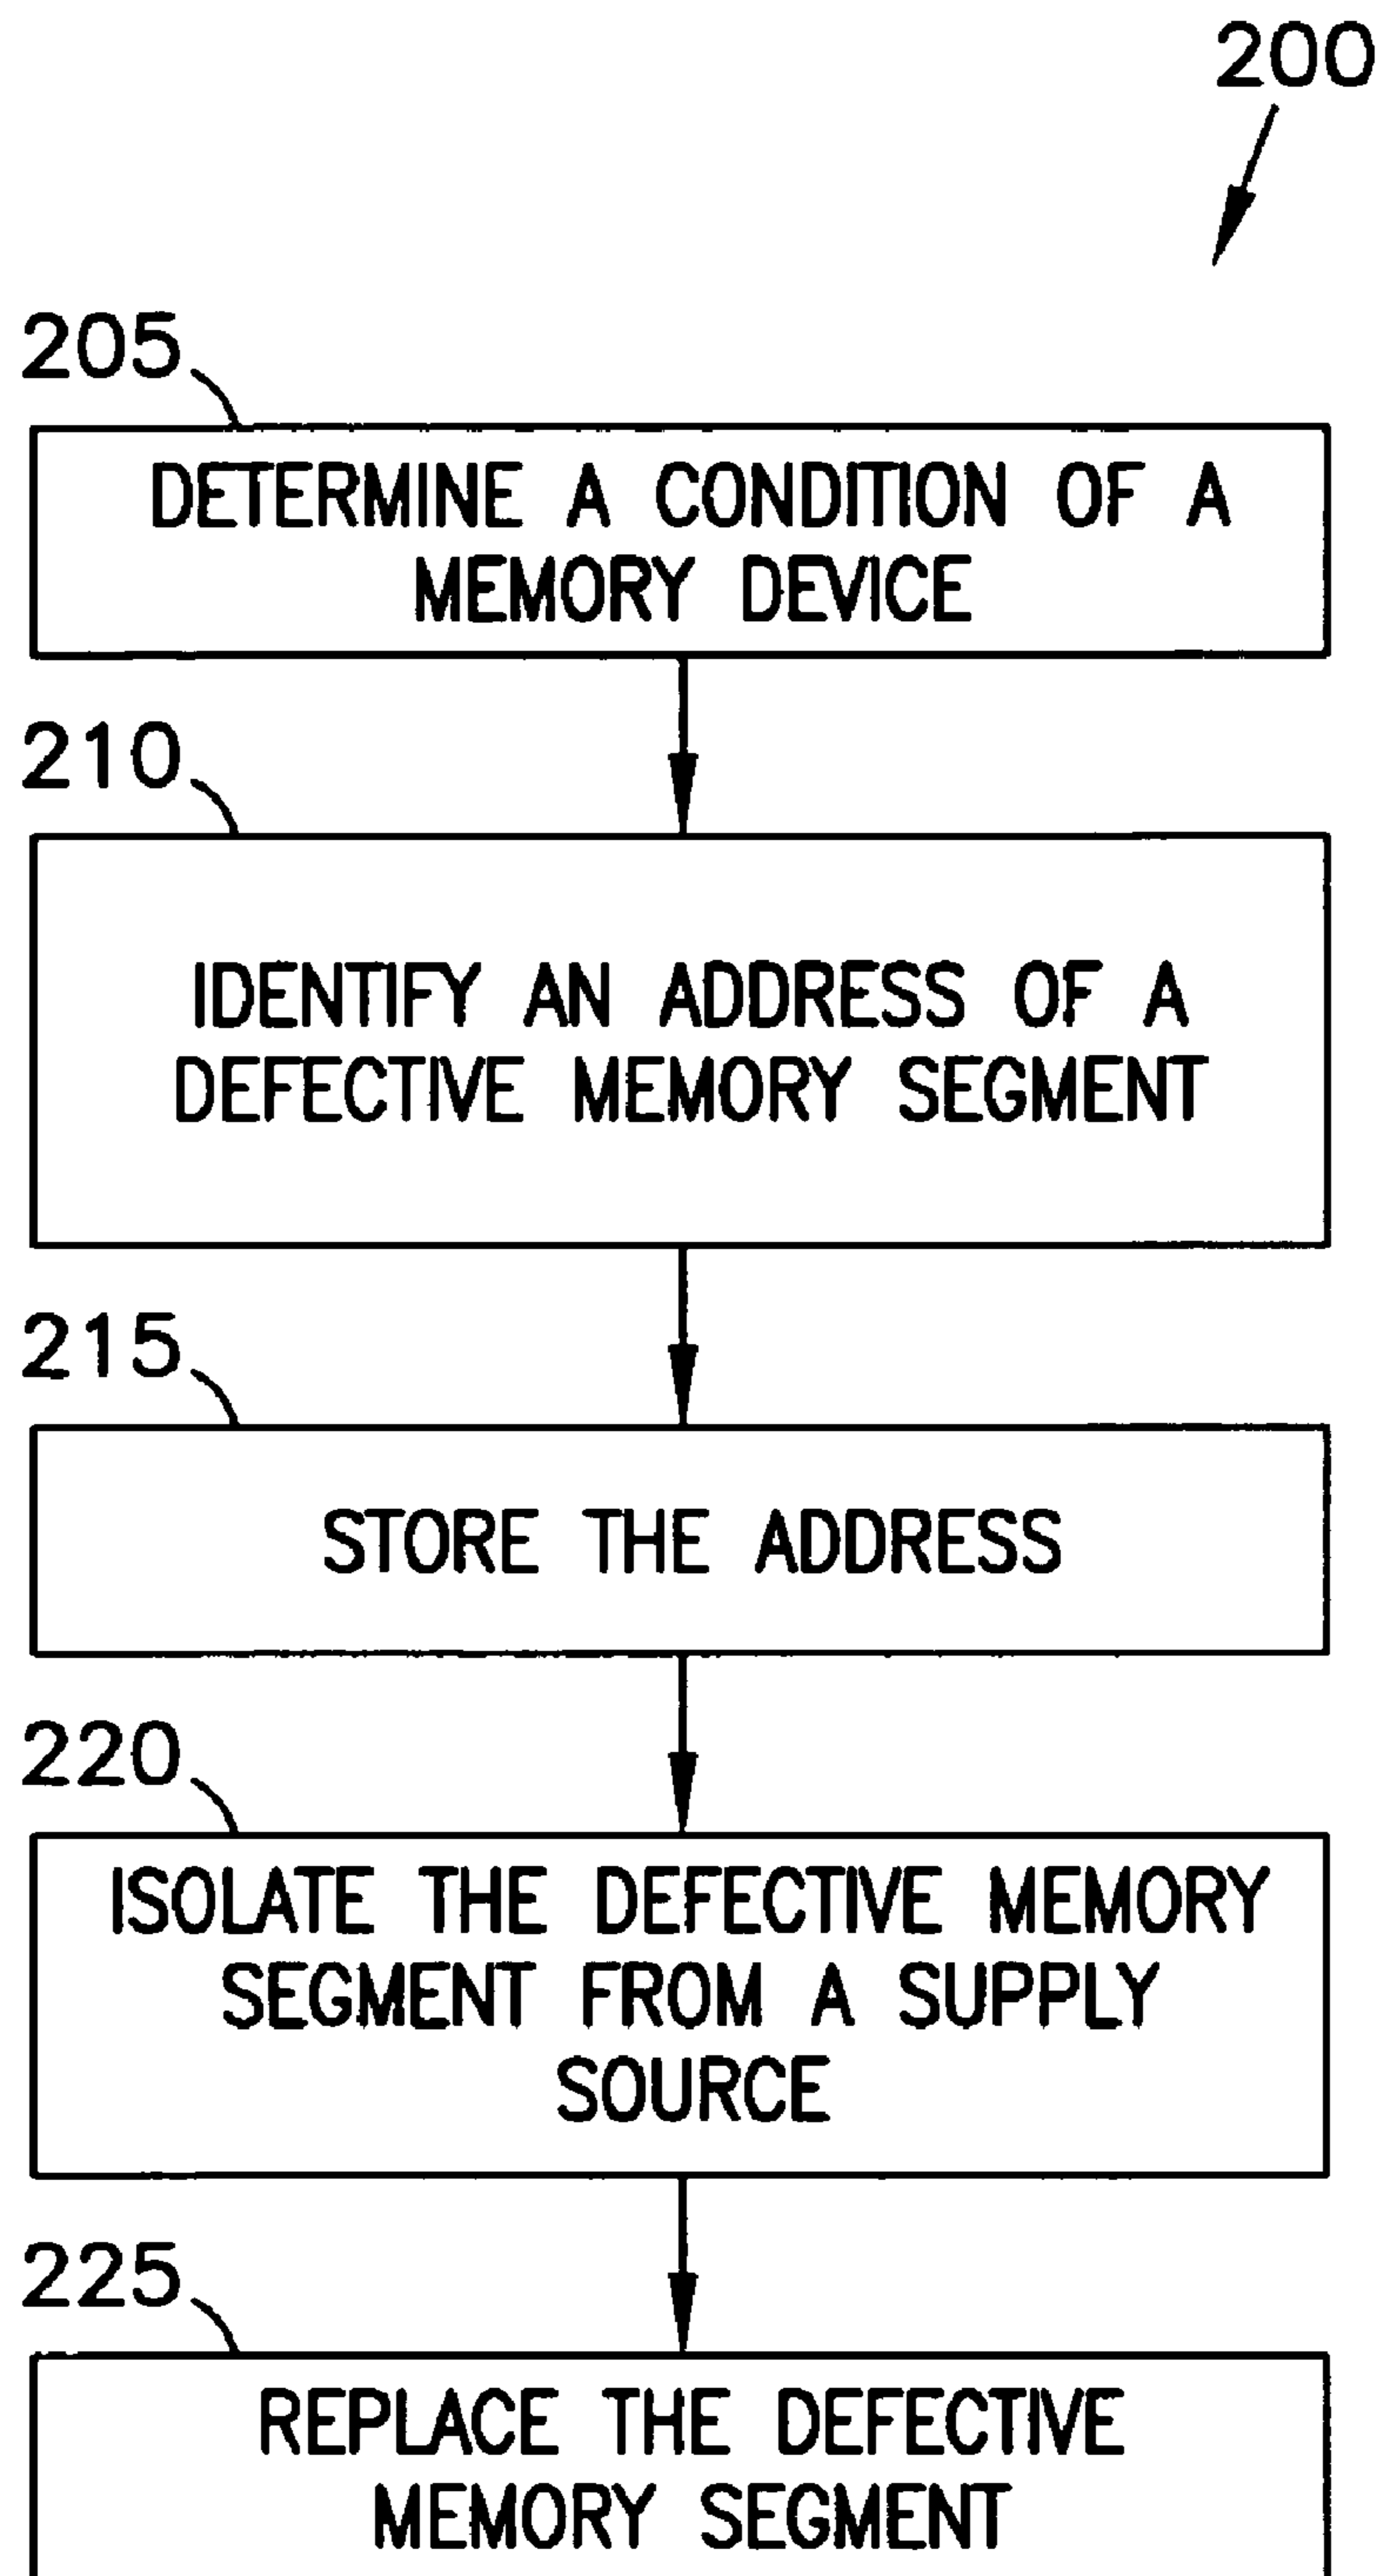 200
205
DETERMINE A CONDITION OF A
MEMORY DEVICE
210
IDENTIFY AN ADDRESS OF A
DEFECTIVE MEMORY SEGMENT
215
STORE THE ADDRESS
220
ISOLATE THE DEFECTIVE MEMORY
SEGMENT FROM A SUPPLY
SOURCE
225
REPLACE THE DEFECTIVE
MEMORY SEGMENT